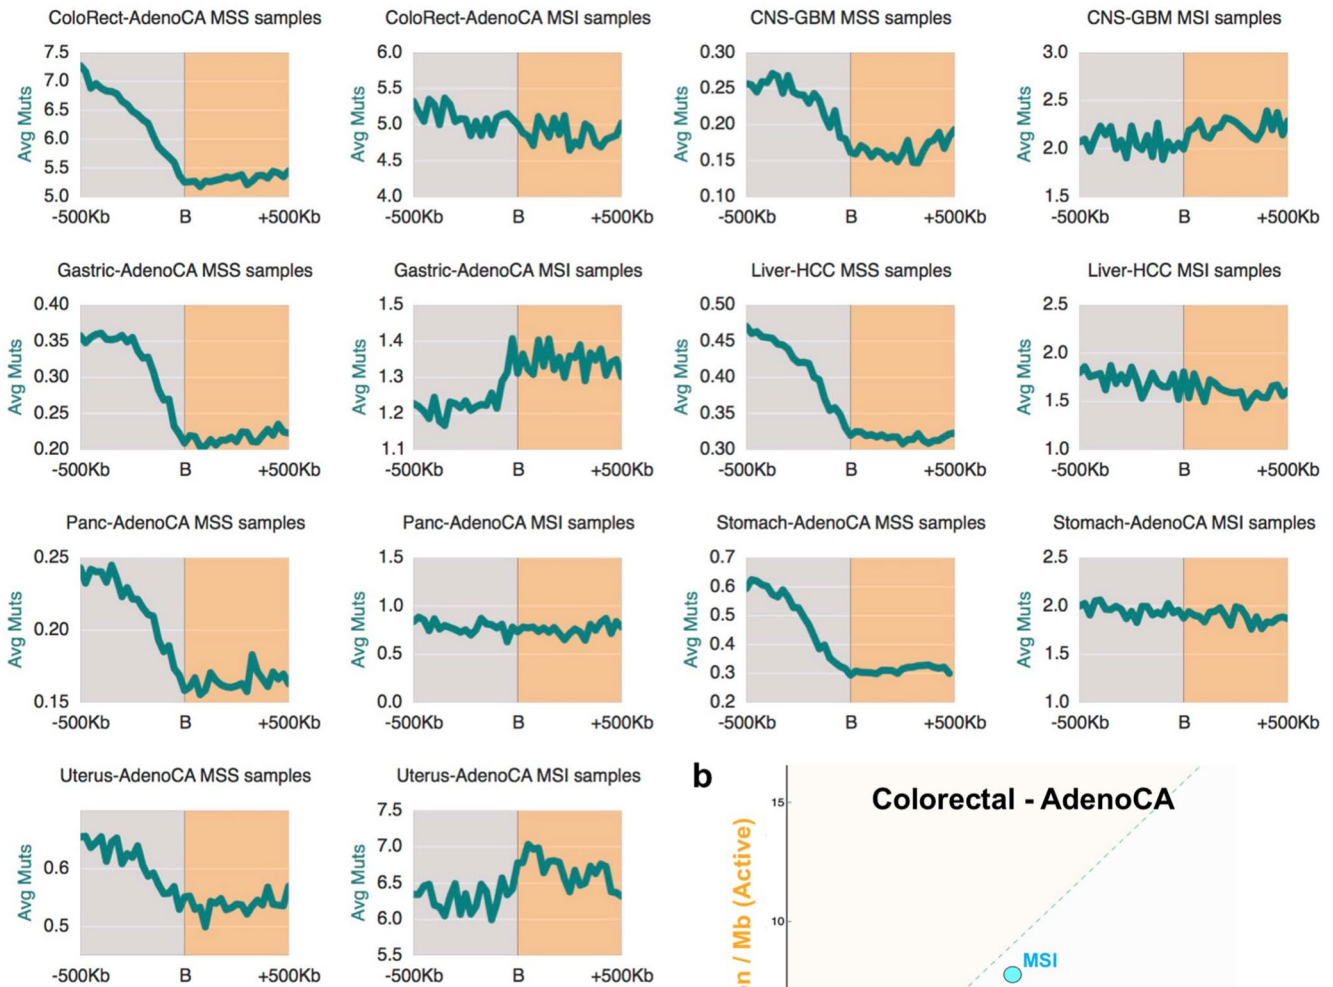 ColoRect-AdenoCA MSS samples
ColoRect-AdenoCA MSI samples
CNS-GBM MSS samples
CNS-GBM MSI samples
7.5
7.0
6.5
6.0
5.5
5.0
Avg Muts
-500Kb B +500Kb
6.0
5.5
5.0
4.5
4.0
Avg Muts
-500Kb B +500Kb
0.30
0.25
0.20
0.15
0.10
Avg Muts
-500Kb B +500Kb
3.0
2.5
2.0
1.5
Avg Muts
-500Kb B +500Kb
Gastric-AdenoCA MSS samples
Gastric-AdenoCA MSI samples
Liver-HCC MSS samples
Liver-HCC MSI samples
0.40
0.35
0.30
0.25
0.20
Avg Muts
-500Kb B +500Kb
1.5
1.4
1.3
1.2
1.1
Avg Muts
-500Kb B +500Kb
0.50
0.45
0.40
0.35
0.30
Avg Muts
-500Kb B +500Kb
2.5
2.0
1.5
1.0
Avg Muts
-500Kb B +500Kb
Panc-AdenoCA MSS samples
Panc-AdenoCA MSI samples
Stomach-AdenoCA MSS samples
Stomach-AdenoCA MSI samples
0.25
0.20
0.15
Avg Muts
-500Kb B +500Kb
1.5
1.0
0.5
0.0
Avg Muts
-500Kb B +500Kb
0.7
0.6
0.5
0.4
0.3
0.2
Avg Muts
-500Kb B +500Kb
2.5
2.0
1.5
1.0
Avg Muts
-500Kb B +500Kb
Uterus-AdenoCA MSS samples
Uterus-AdenoCA MSI samples
0.6
0.5
Avg Muts
-500Kb B +500Kb
7.5
7.0
6.5
6.0
5.5
Avg Muts
-500Kb B +500Kb
b
Colorectal - AdenoCA
15
10
/ Mb (Active)
MSI